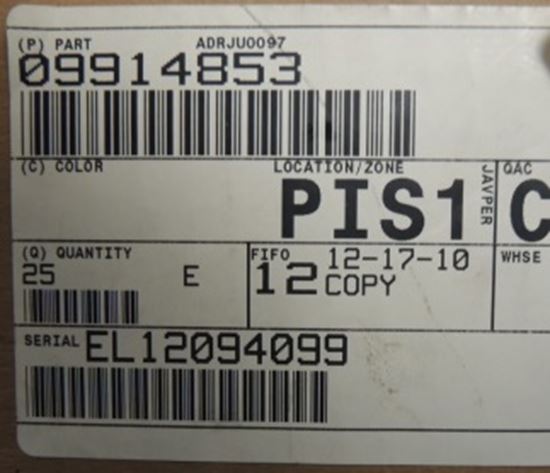 (P) PART ADRJU0097
09914853
(C) COLOR
LOCATION/ZONE
PIS1
JAVPER
QAC
C
(Q) QUANTITY
25 E
FIFO 12-17-10
12 COPY
WHSE
SERIAL EL12094099